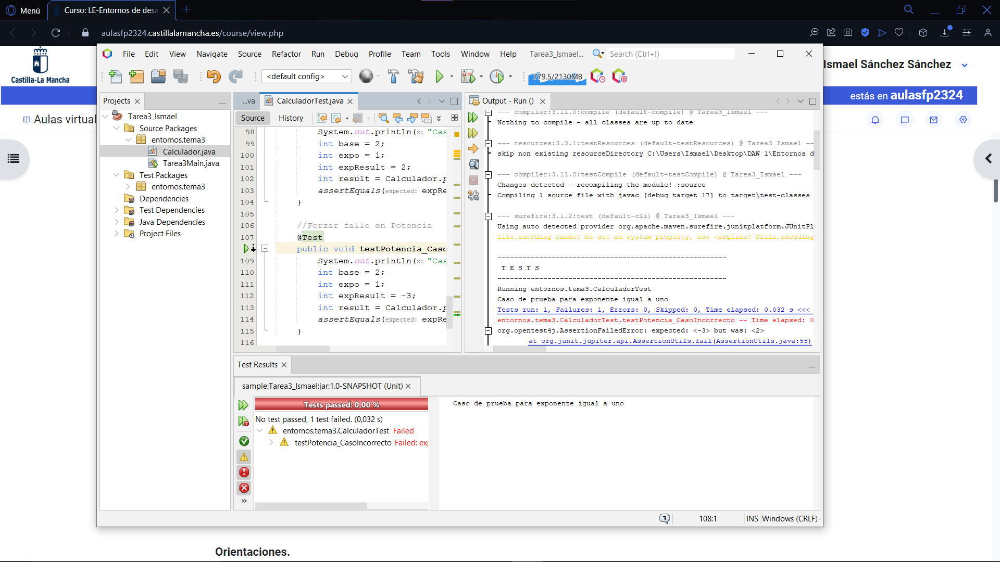 Menú
Curso: LE-Entornos de desa
aulasfp2324.castillalamancha.es/course/view.php
Castilla-La Mancha
Ismael Sánchez Sánchez
estás en aulasfp2324
Aulas virtual
File Edit View Navigate Source Refactor Run Debug Profile Team Tools Window Help Tarea3_Ismael... Search (Ctrl+I)
<default config>
779,5/2130MB
Projects
Tarea3_Ismael
Source Packages
entornos.tema3
Calculador.java
Tarea3Main.java
Test Packages
entornos.tema3
Dependencies
Test Dependencies
Java Dependencies
Project Files
...va CalculadorTest.java
Source History
98 System.out.println(x: "Cas
99 int base = 2;
100 int expo = 1;
101 int expResult = 2;
102 int result = Calculador.p
103 assertEquals(expected: expRe
104 }
105
106 //Forzar fallo en Potencia
107 @Test
public void testPotencia_Caso
109 System.out.println(x: "Cas
110 int base = 2;
111 int expo = 1;
112 int expResult = -3;
113 int result = Calculador.p
114 assertEquals(expected: expRe
115 }
116
Output - Run ()
--- compiler:3.11.0:compile (default-compile) @ Tarea3_Ismael ---
Nothing to compile - all classes are up to date
--- resources:3.3.1:testResources (default-testResources) @ Tarea3_Ismael --
skip non existing resourceDirectory C:\Users\Ismael\Desktop\DAW 1\Entornos d
--- compiler:3.11.0:testCompile (default-testCompile) @ Tarea3_Ismael ---
Changes detected - recompiling the module! :source
Compiling 1 source file with javac [debug target 17] to target\test-classes
--- surefire:3.1.2:test (default-cli) @ Tarea3_Ismael ---
Using auto detected provider org.apache.maven.surefire.junitplatform.JUnitPl
file.encoding cannot be set as system property, use <argLine>-Dfile.encoding
-------------------------------------------------------
T E S T S
-------------------------------------------------------
Running entornos.tema3.CalculadorTest
Caso de prueba para exponente igual a uno
Tests run: 1, Failures: 1, Errors: 0, Skipped: 0, Time elapsed: 0.032 s <<<
entornos.tema3.CalculadorTest.testPotencia_CasoIncorrecto -- Time elapsed: 0
org.opentest4j.AssertionFailedError: expected: <-3> but was: <2>
at org.junit.jupiter.api.AssertionUtils.fail(AssertionUtils.java:55)
Test Results
sample:Tarea3_Ismael:jar:1.0-SNAPSHOT (Unit)
Tests passed: 0,00 %
No test passed, 1 test failed. (0,032 s)
entornos.tema3.CalculadorTest Failed
testPotencia_CasoIncorrecto Failed: exp
Caso de prueba para exponente igual a uno
1
108:1
INS
Windows (CRLF)
Orientaciones.